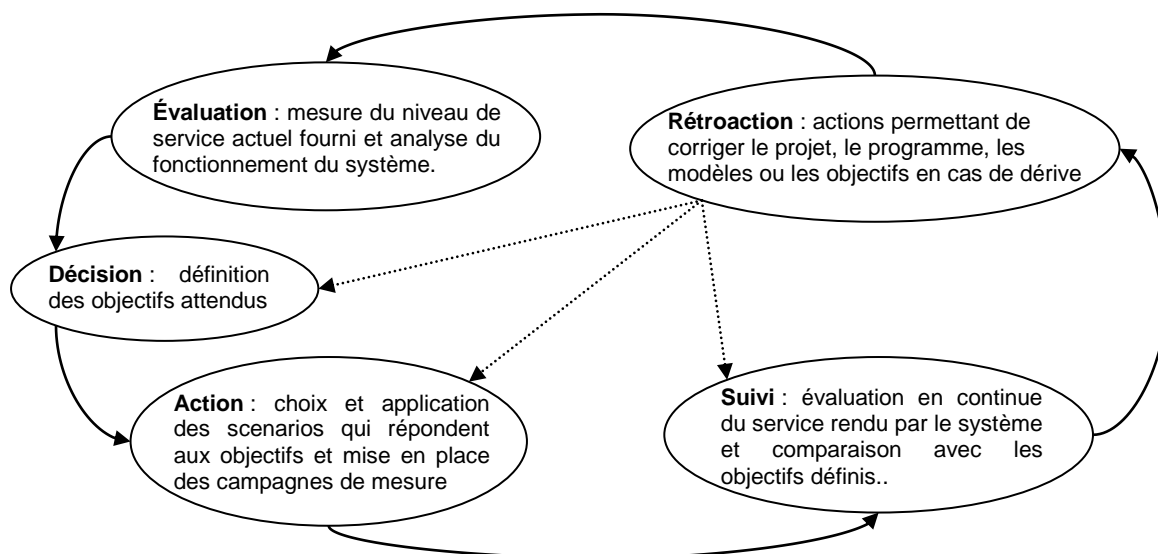 Évaluation : mesure du niveau de
service actuel fourni et analyse du
fonctionnement du système.
Rétroaction : actions permettant de
corriger le projet, le programme, les
modèles ou les objectifs en cas de dérive
Décision : définition
des objectifs attendus
Action : choix et application
des scenarios qui répondent
aux objectifs et mise en place
des campagnes de mesure
Suivi : évaluation en continue
du service rendu par le système
et comparaison avec les
objectifs définis..